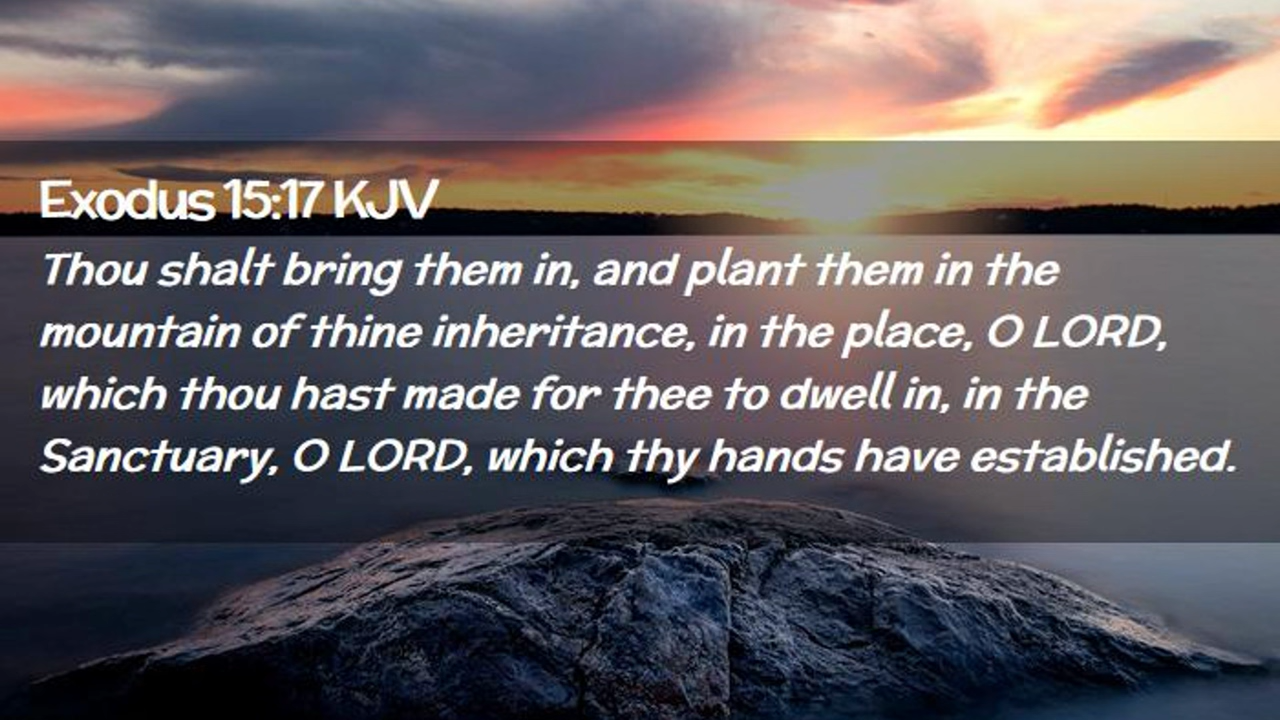 Exodus 15:17 KJV
Thou shalt bring them in, and plant them in the
mountain of thine inheritance, in the place, O LORD,
which thou hast made for thee to dwell in, in the
Sanctuary, O LORD, which thy hands have established.